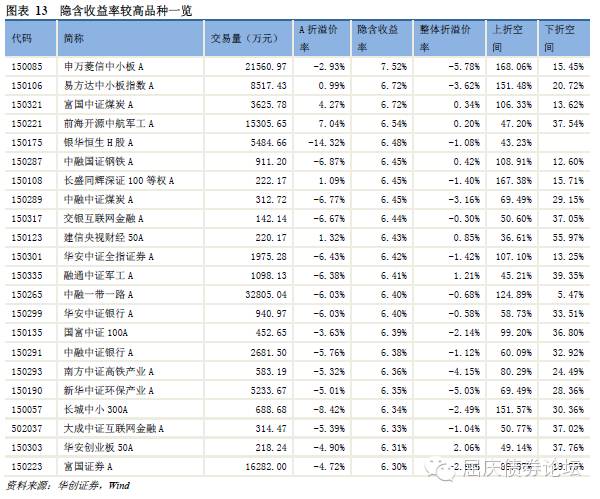 图表 13 隐含收益率较高品种一览
代码 简称 交易量（万元） A 折溢价率 隐含收益率 整体折溢价率 上折空间 下折空间
150085 申万菱信中小板 A 21560.97 -2.93% 7.52% -5.78% 168.06% 15.45%
150106 易方达中小板指数 A 8517.43 0.99% 6.72% -3.62% 151.48% 20.72%
150321 富国中证煤炭 A 3625.78 4.27% 6.72% 0.34% 106.33% 13.62%
150221 前海开源中航军工 A 15305.65 7.04% 6.54% 0.20% 47.20% 37.54%
150175 银华恒生 H 股 A 5484.66 -14.32% 6.48% -1.08% 43.23%
150287 中融国证钢铁 A 911.20 -6.87% 6.45% 0.42% 108.91% 12.60%
150108 长盛同辉深证 100 等权 A 222.17 1.09% 6.45% -1.40% 167.38% 15.71%
150289 中融中证煤炭 A 312.72 -6.77% 6.45% -3.16% 69.49% 29.15%
150317 交银互联网金融 A 142.14 -6.67% 6.44% -0.30% 50.60% 37.05%
150123 建信央视财经 50A 220.17 1.32% 6.43% 0.85% 36.61% 55.97%
150301 华安中证全指证券 A 1975.28 -6.43% 6.42% -1.42% 107.10% 13.25%
150335 融通中证军工 A 1098.13 -6.38% 6.41% 1.21% 45.21% 39.35%
150265 中融一带一路 A 32805.04 -6.03% 6.40% -0.68% 124.89% 5.47%
150299 华安中证银行 A 940.97 -6.03% 6.40% -0.58% 58.73% 33.51%
150135 国富中证 100A 452.65 -3.63% 6.39% -2.14% 99.20% 36.80%
150291 中融中证银行 A 2681.50 -5.76% 6.38% -1.12% 60.09% 32.92%
150293 南方中证高铁产业 A 583.19 -5.32% 6.36% -4.15% 80.29% 24.49%
150190 新华中证环保产业 A 5233.67 -5.01% 6.35% -5.03% 69.49% 28.36%
150057 长城中小 300A 688.68 -8.42% 6.34% -2.49% 151.57% 30.36%
502037 大成中证互联网金融 A 314.47 -5.39% 6.33% -1.04% 50.77% 37.02%
150303 华安创业板 50A 218.24 -4.90% 6.31% 2.06% 49.14% 37.76%
150223 富国证券 A 16282.00 -4.72% 6.30%
屈庆债券论坛
资料来源：华创证券，Wind